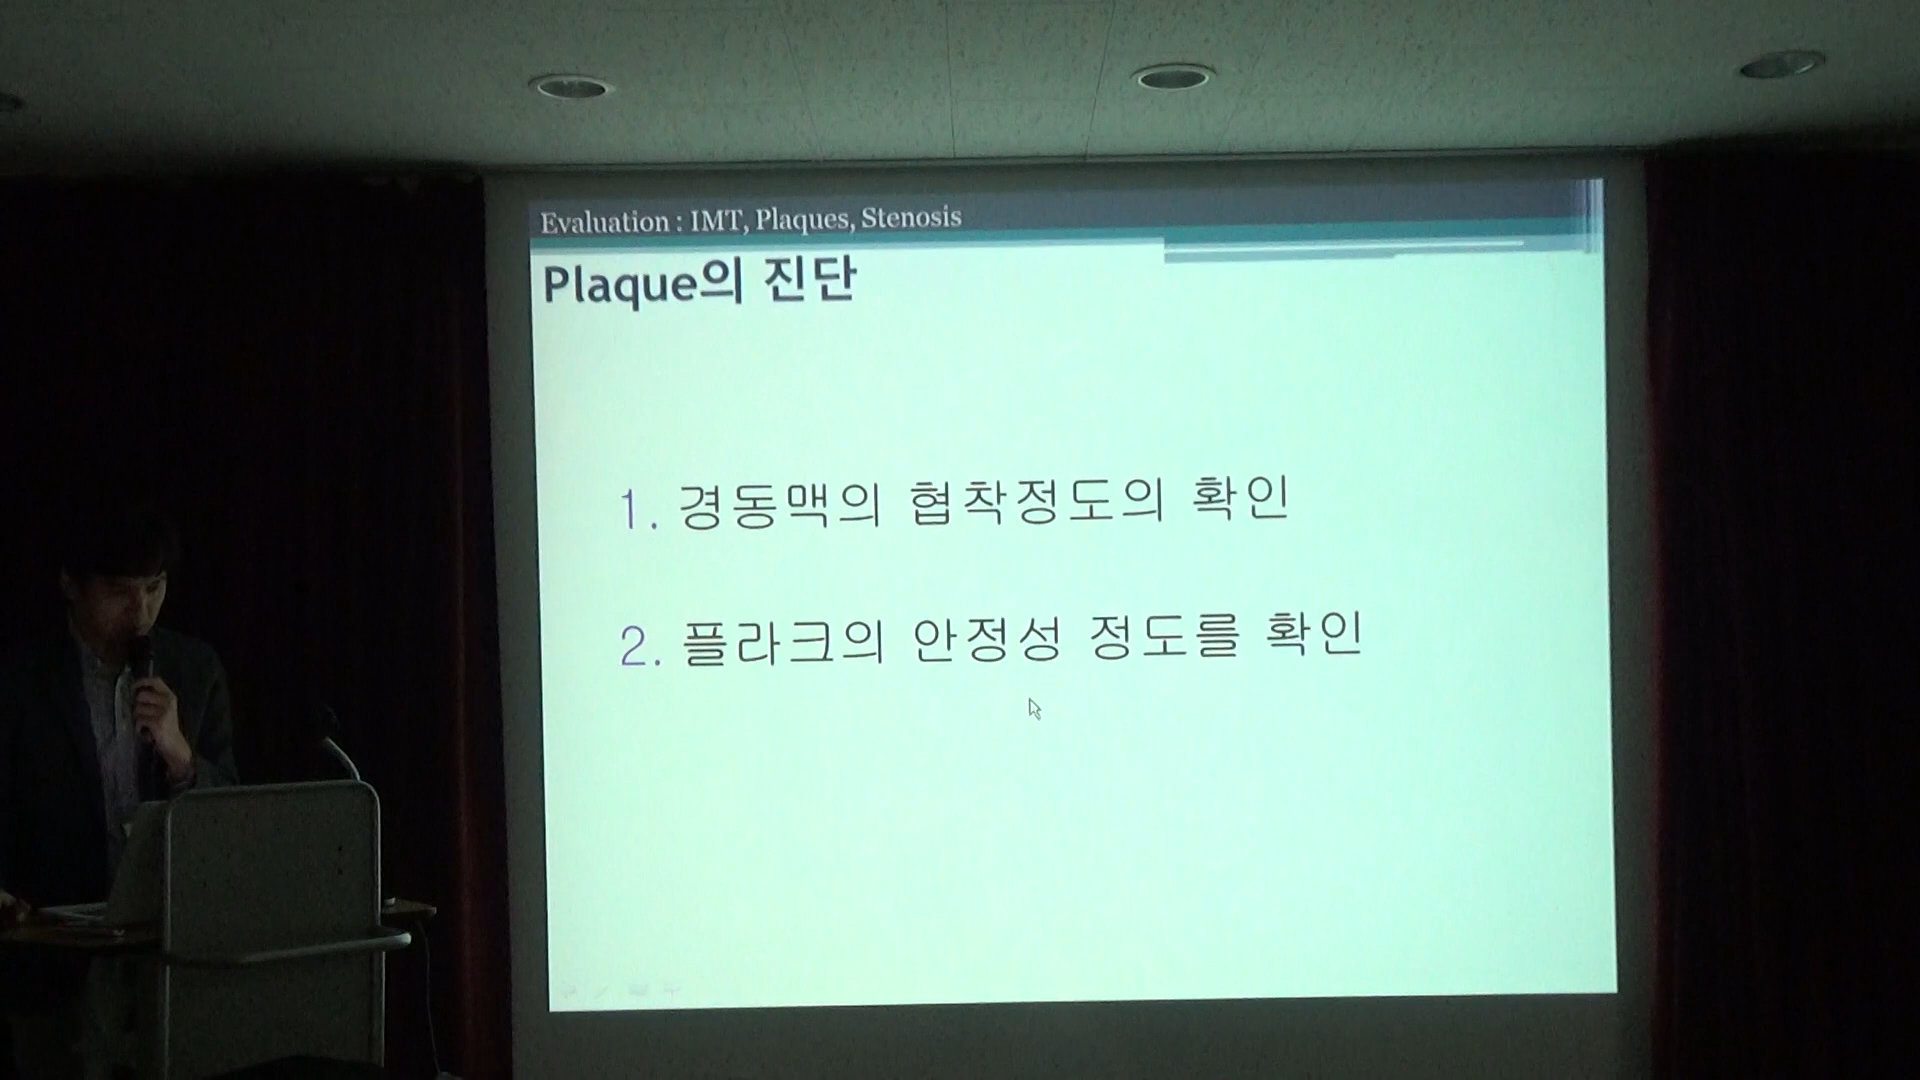 Evaluation : IMT, Plaques, Stenosis
Plaque의 진단
1. 경동맥의 협착정도의 확인
2. 플라크의 안정성 정도를 확인